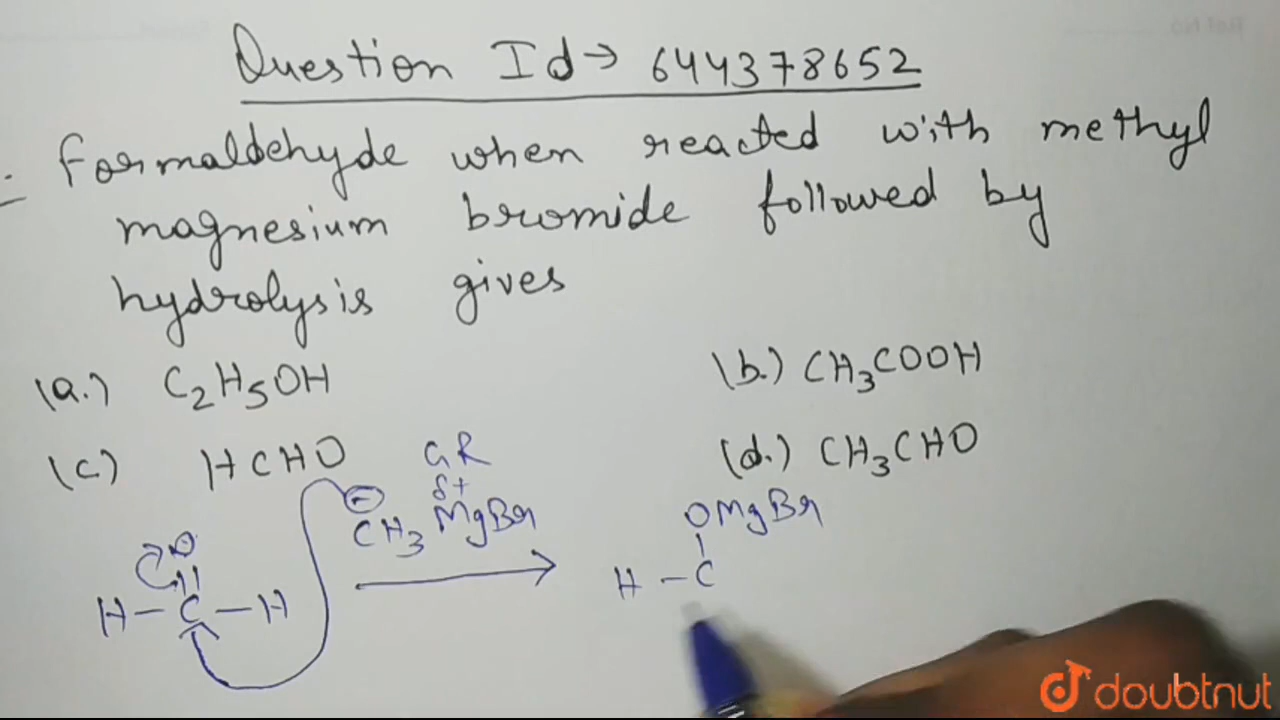 Question Id → 644378652
Formaldehyde when reacted with methyl
magnesium bromide followed by
hydrolysis gives
(a.) C₂H₅OH (b.) CH₃COOH
(c) HCHO (d.) CH₃CHO
GR
δ+
⊖
CH₃ MgBr
O
||
H – C – H
OMgBr
|
H – C
doubtnut